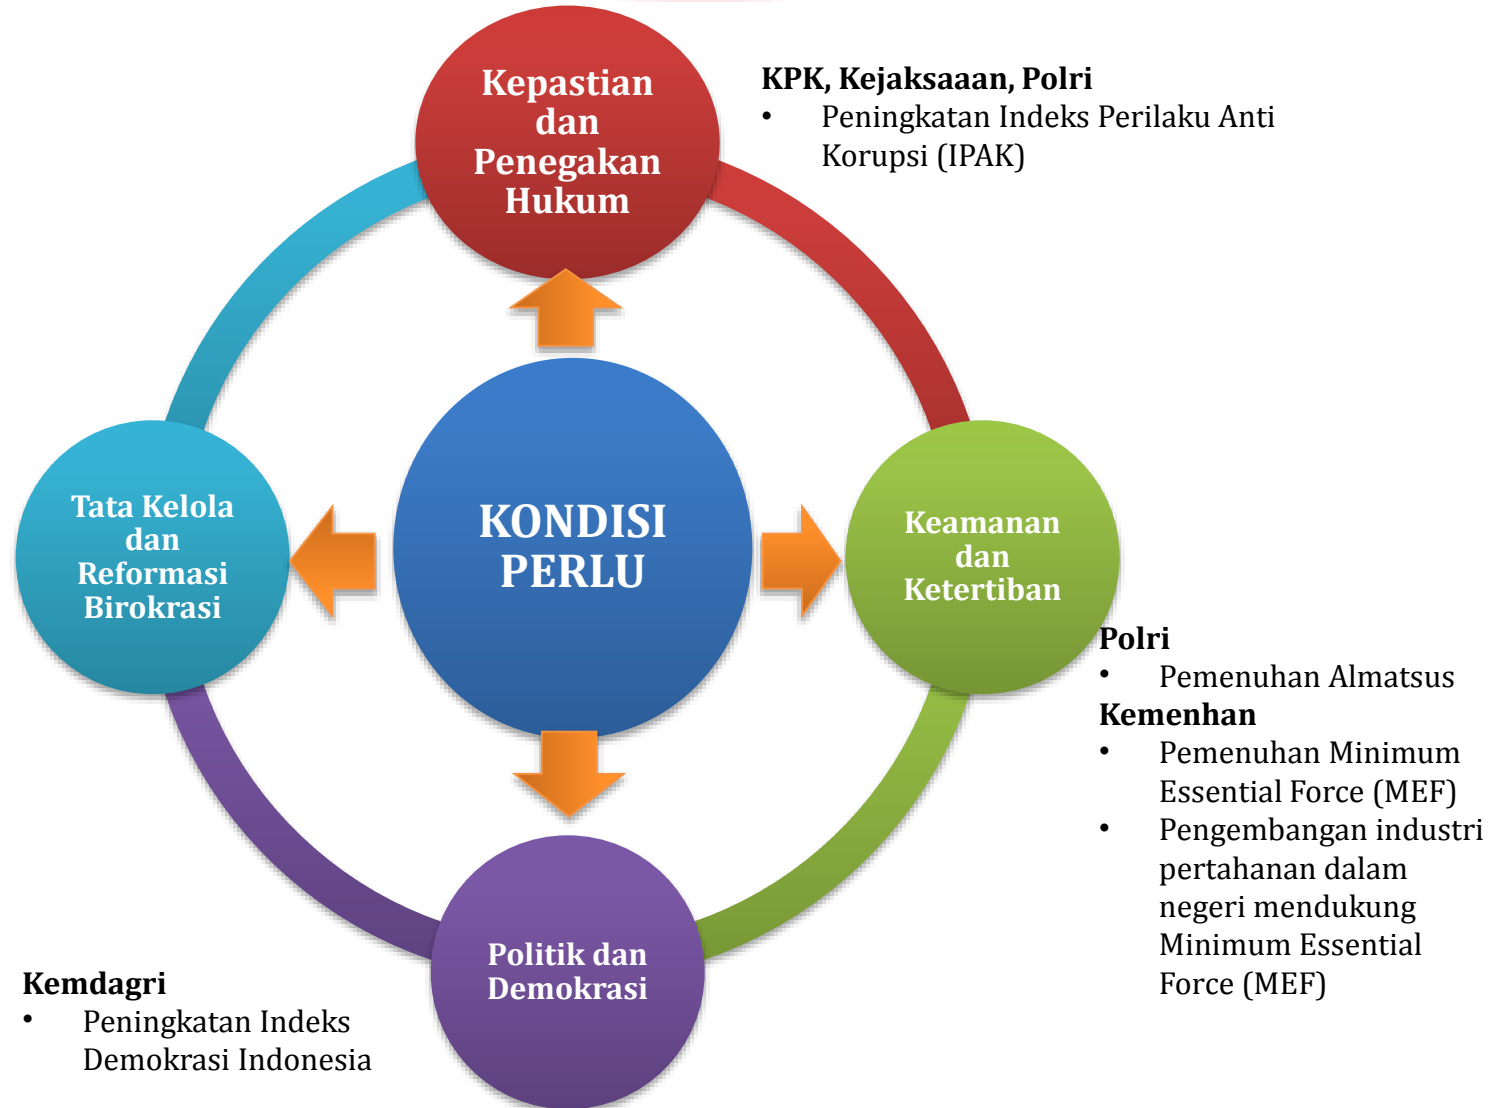 Kepastian
dan
Penegakan
Hukum
KPK, Kejaksaaan, Polri
• Peningkatan Indeks Perilaku Anti
Korupsi (IPAK)
Tata Kelola
dan
Reformasi
Birokrasi
KONDISI
PERLU
Keamanan
dan
Ketertiban
Polri
• Pemenuhan Almatsus
Kemenhan
• Pemenuhan Minimum
Essential Force (MEF)
• Pengembangan industri
pertahanan dalam
negeri mendukung
Minimum Essential
Force (MEF)
Politik dan
Demokrasi
Kemdagri
• Peningkatan Indeks
Demokrasi Indonesia